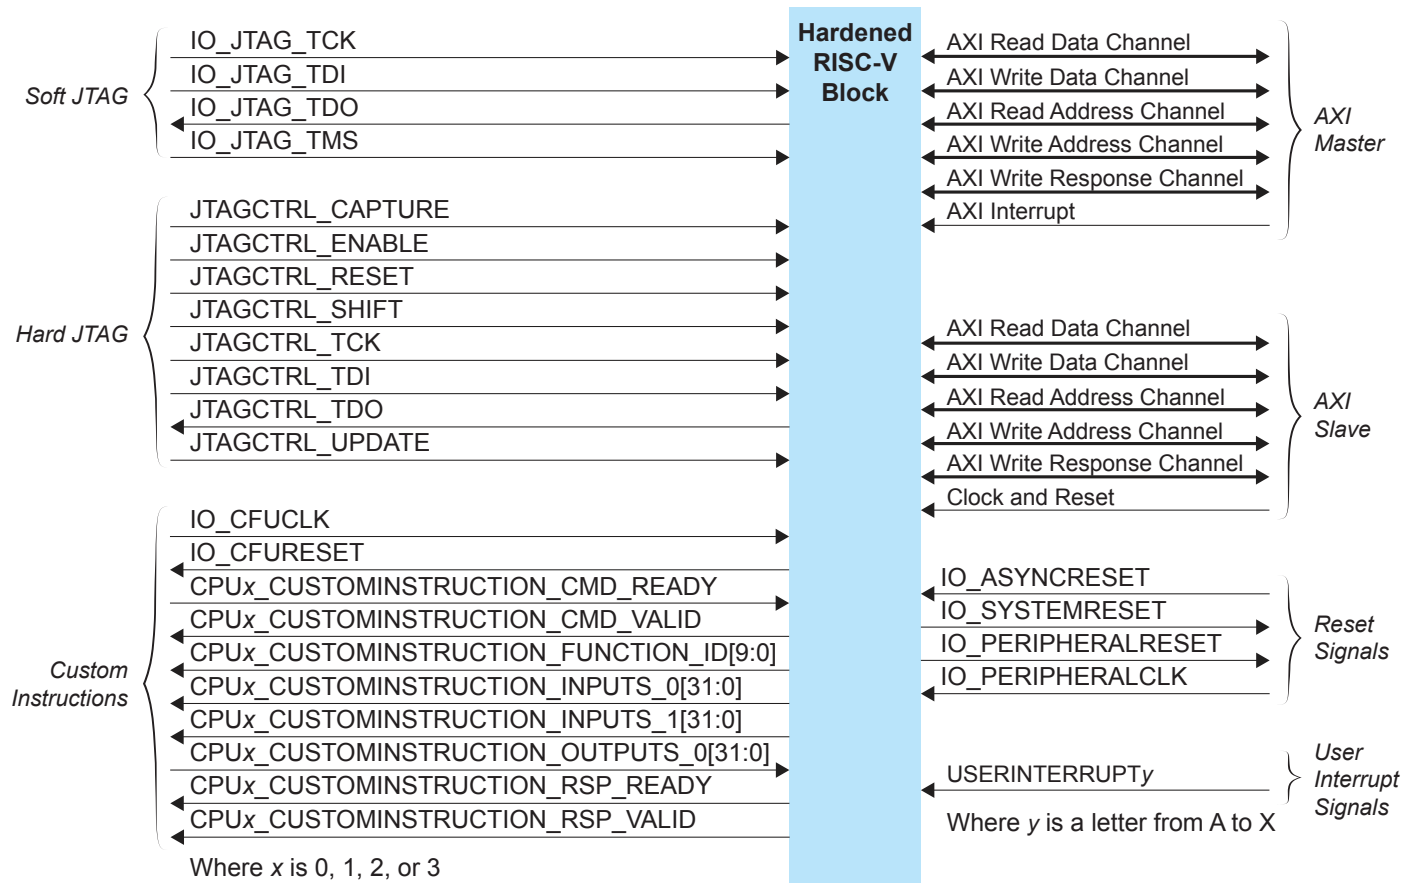 Soft JTAG
IO_JTAG_TCK
IO_JTAG_TDI
IO_JTAG_TDO
IO_JTAG_TMS
Hard JTAG
JTAGCTRL_CAPTURE
JTAGCTRL_ENABLE
JTAGCTRL_RESET
JTAGCTRL_SHIFT
JTAGCTRL_TCK
JTAGCTRL_TDI
JTAGCTRL_TDO
JTAGCTRL_UPDATE
Custom
Instructions
IO_CFUCLK
IO_CFURESET
CPUx_CUSTOMINSTRUCTION_CMD_READY
CPUx_CUSTOMINSTRUCTION_CMD_VALID
CPUx_CUSTOMINSTRUCTION_FUNCTION_ID[9:0]
CPUx_CUSTOMINSTRUCTION_INPUTS_0[31:0]
CPUx_CUSTOMINSTRUCTION_INPUTS_1[31:0]
CPUx_CUSTOMINSTRUCTION_OUTPUTS_0[31:0]
CPUx_CUSTOMINSTRUCTION_RSP_READY
CPUx_CUSTOMINSTRUCTION_RSP_VALID
Where x is 0, 1, 2, or 3
Hardened
RISC-V
Block
AXI Read Data Channel
AXI Write Data Channel
AXI Read Address Channel
AXI Write Address Channel
AXI Write Response Channel
AXI Interrupt
AXI
Master
AXI Read Data Channel
AXI Write Data Channel
AXI Read Address Channel
AXI Write Address Channel
AXI Write Response Channel
Clock and Reset
AXI
Slave
IO_ASYNCRESET
IO_SYSTEMRESET
IO_PERIPHERALRESET
IO_PERIPHERALCLK
Reset
Signals
USERINTERRUPTy
Where y is a letter from A to X
User
Interrupt
Signals